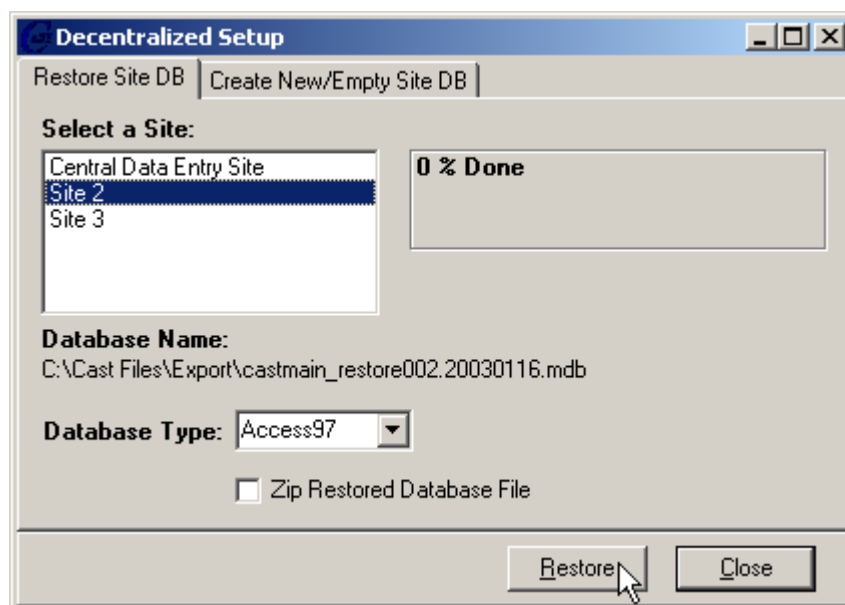 Decentralized Setup
Restore Site DB
Create New/Empty Site DB
Select a Site:
Central Data Entry Site
Site 2
Site 3
0 % Done
Database Name:
C:\Cast Files\Export\castmain_restore002.20030116.mdb
Database Type: Access97
Zip Restored Database File
Restore
Close